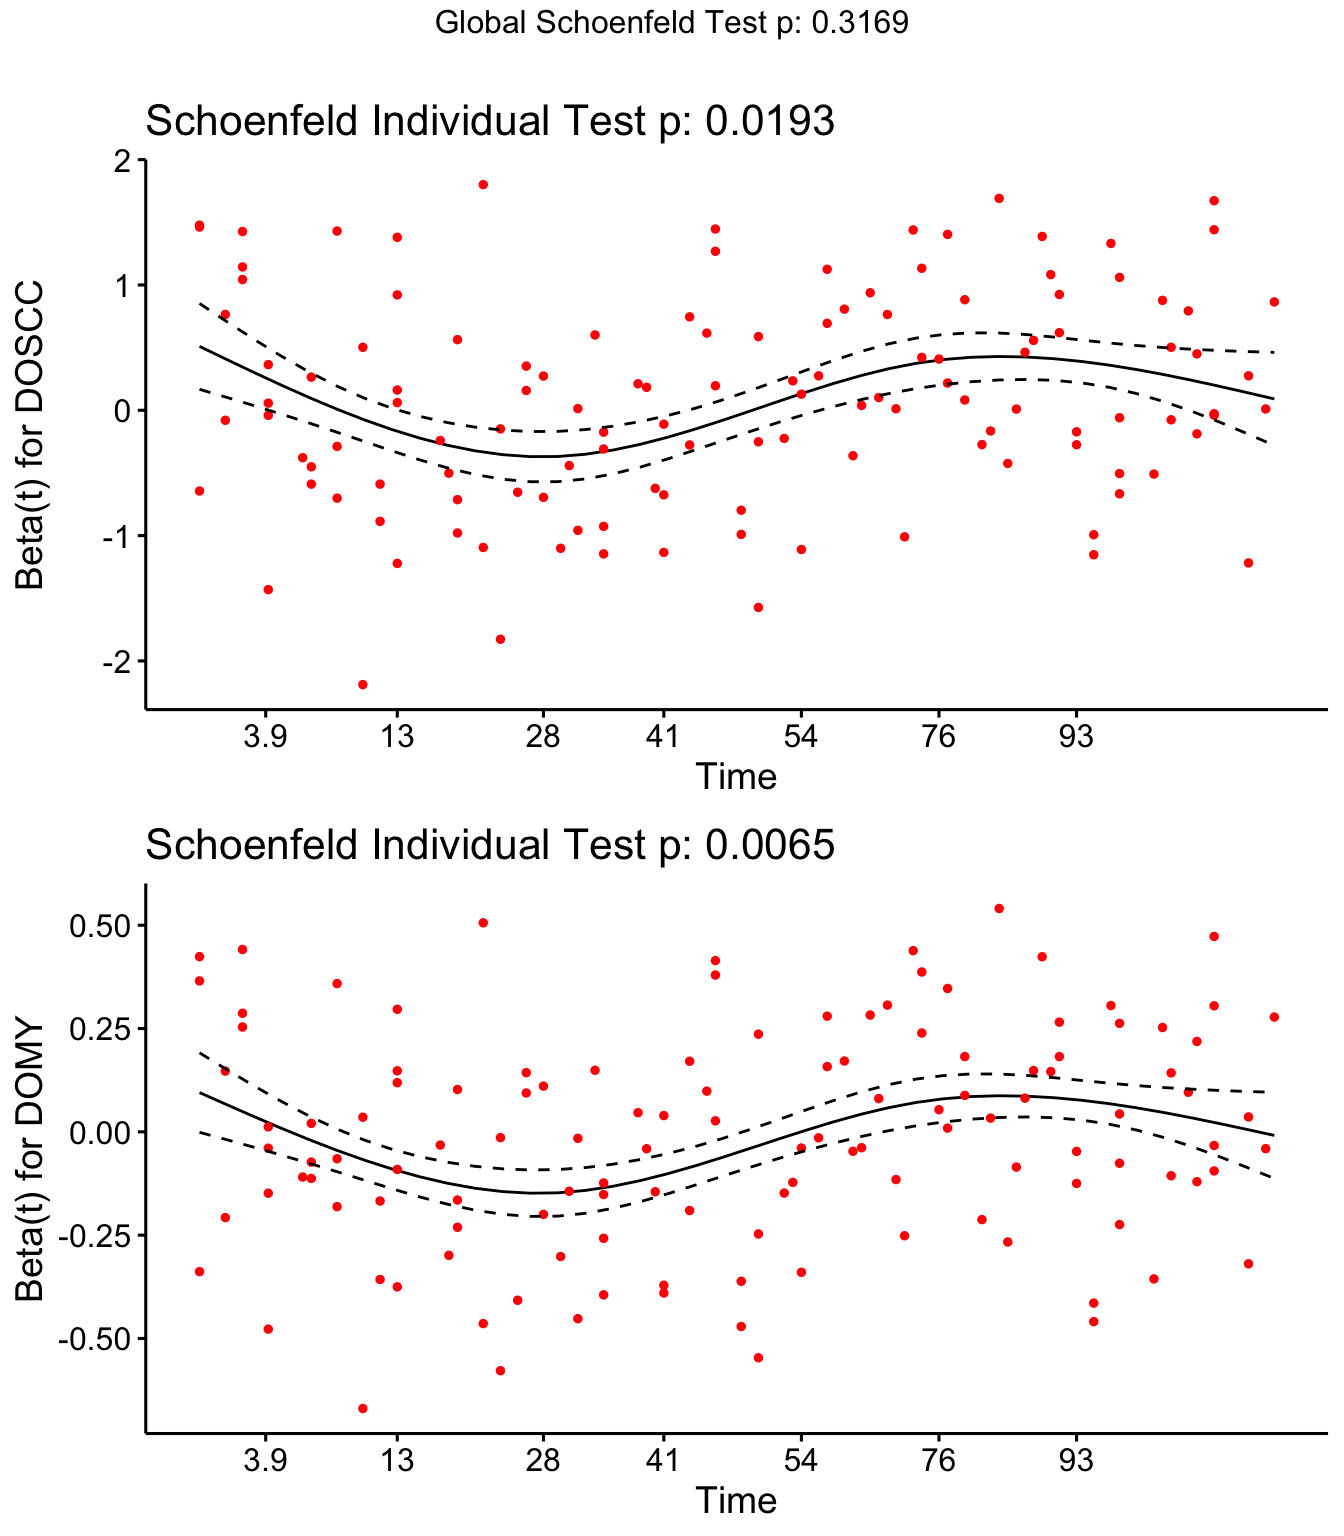 Global Schoenfeld Test p: 0.3169
Schoenfeld Individual Test p: 0.0193
Beta(t) for DOSCC
2
1
0
-1
-2
3.9 13 28 41 54 76 93
Time
Schoenfeld Individual Test p: 0.0065
Beta(t) for DOMY
0.50
0.25
0.00
-0.25
-0.50
3.9 13 28 41 54 76 93
Time